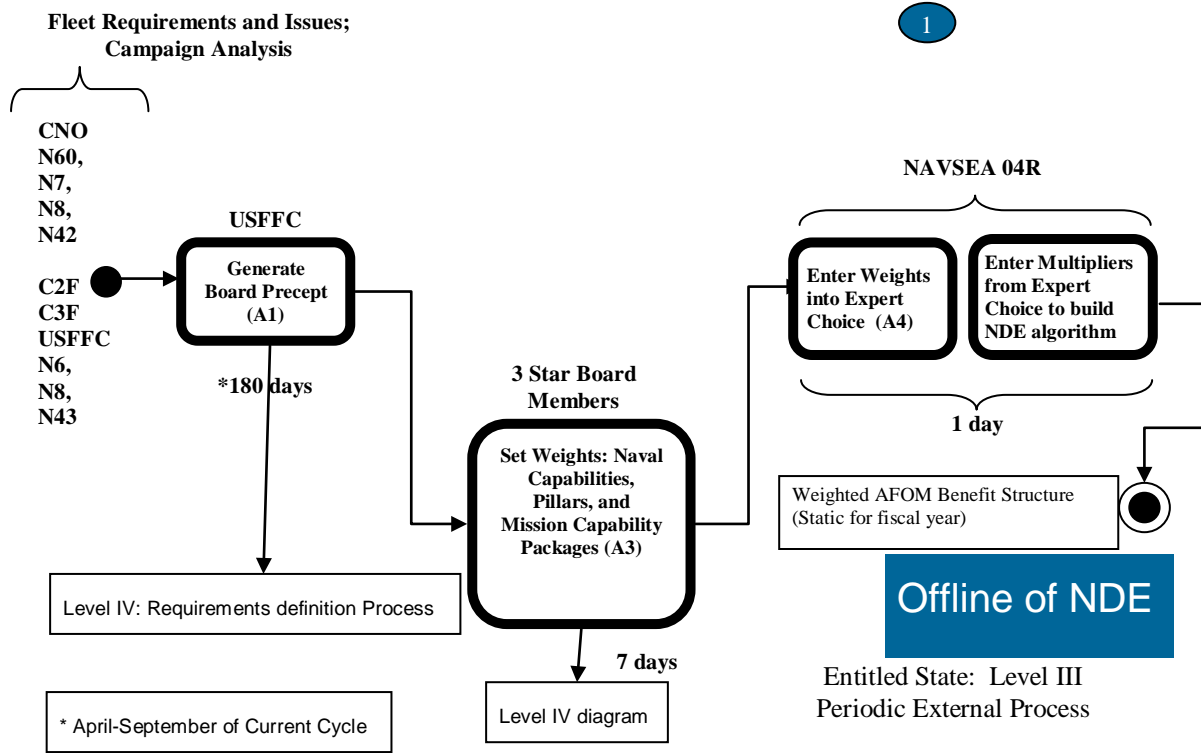 Fleet Requirements and Issues;
Campaign Analysis
1
CNO
N60,
N7,
N8,
N42
C2F
C3F
USFFC
N6,
N8,
N43
USFFC
Generate
Board Precept
(A1)
*180 days
3 Star Board
Members
Set Weights: Naval
Capabilities,
Pillars, and
Mission Capability
Packages (A3)
7 days
NAVSEA 04R
Enter Weights
into Expert
Choice (A4)
Enter Multipliers
from Expert
Choice to build
NDE algorithm
1 day
Weighted AFOM Benefit Structure
(Static for fiscal year)
Offline of NDE
Level IV: Requirements definition Process
Level IV diagram
* April-September of Current Cycle
Entitled State: Level III
Periodic External Process